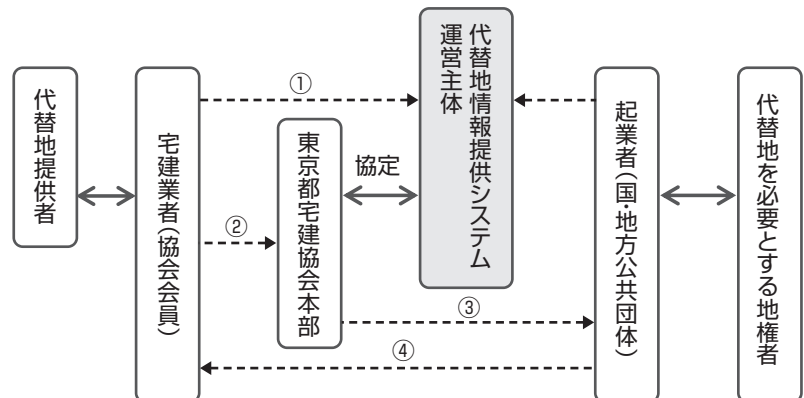 代替地提供者
宅建業者(協会会員)
①
②
東京都宅建協会本部
協定
代替地情報提供システム
運営主体
③
④
起業者(国・地方公共団体)
代替地を必要とする地権者